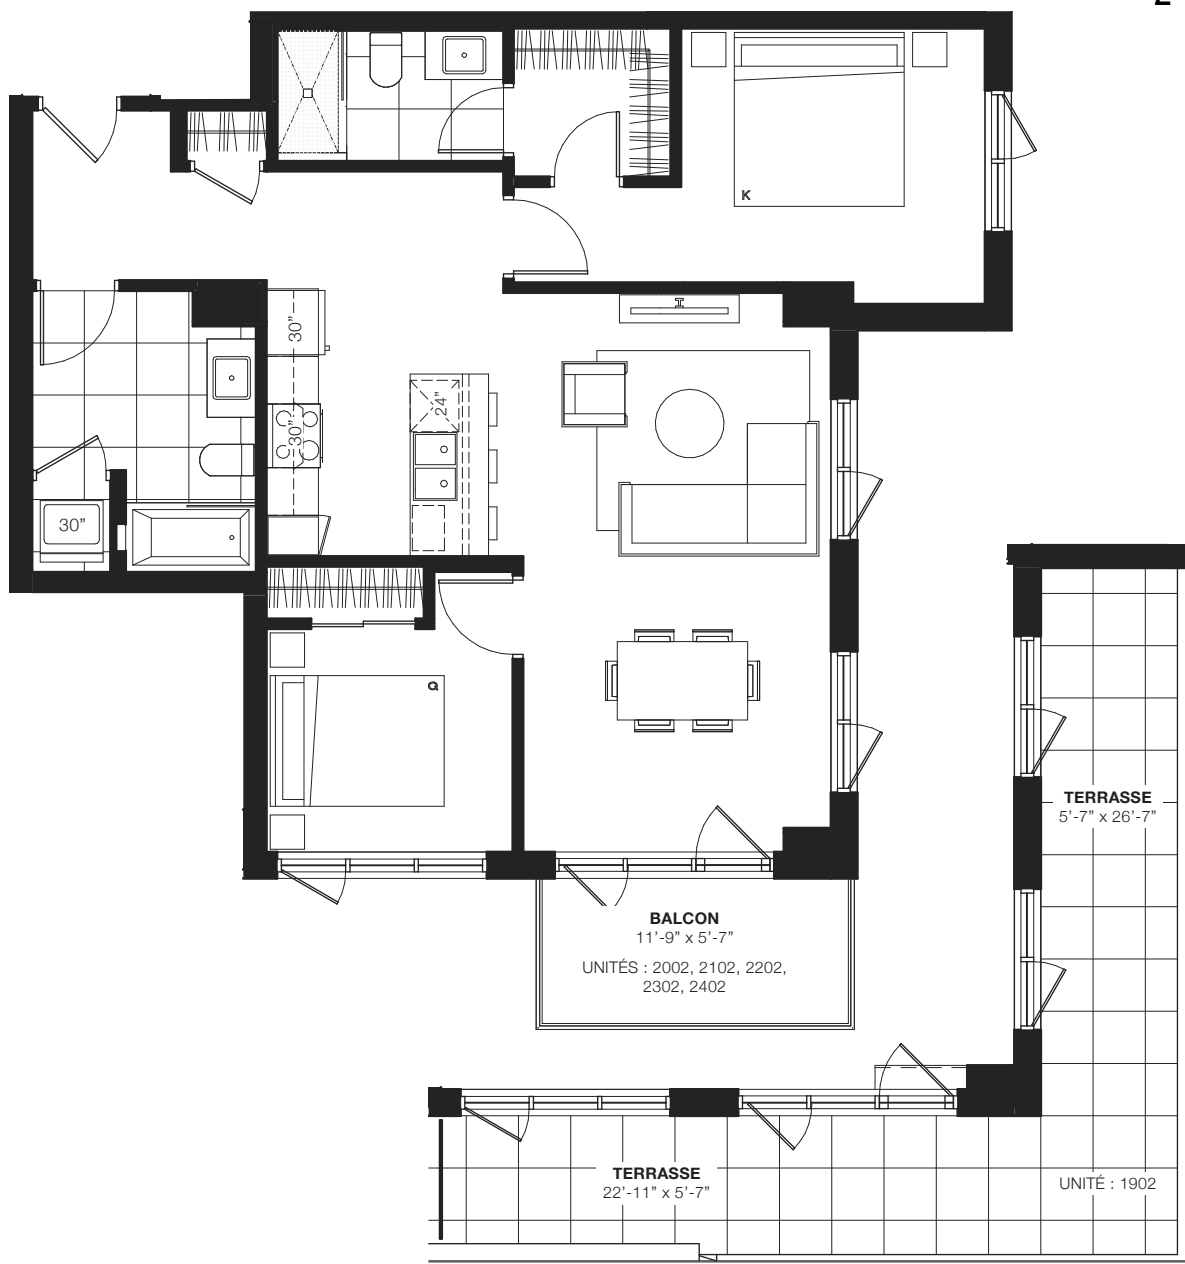 K
30”
30”
24”
30”
Q
TERRASSE
5’-7” x 26’-7”
BALCON
11’-9” x 5’-7”
UNITÉS : 2002, 2102, 2202,
2302, 2402
TERRASSE
22’-11” x 5’-7”
UNITÉ : 1902